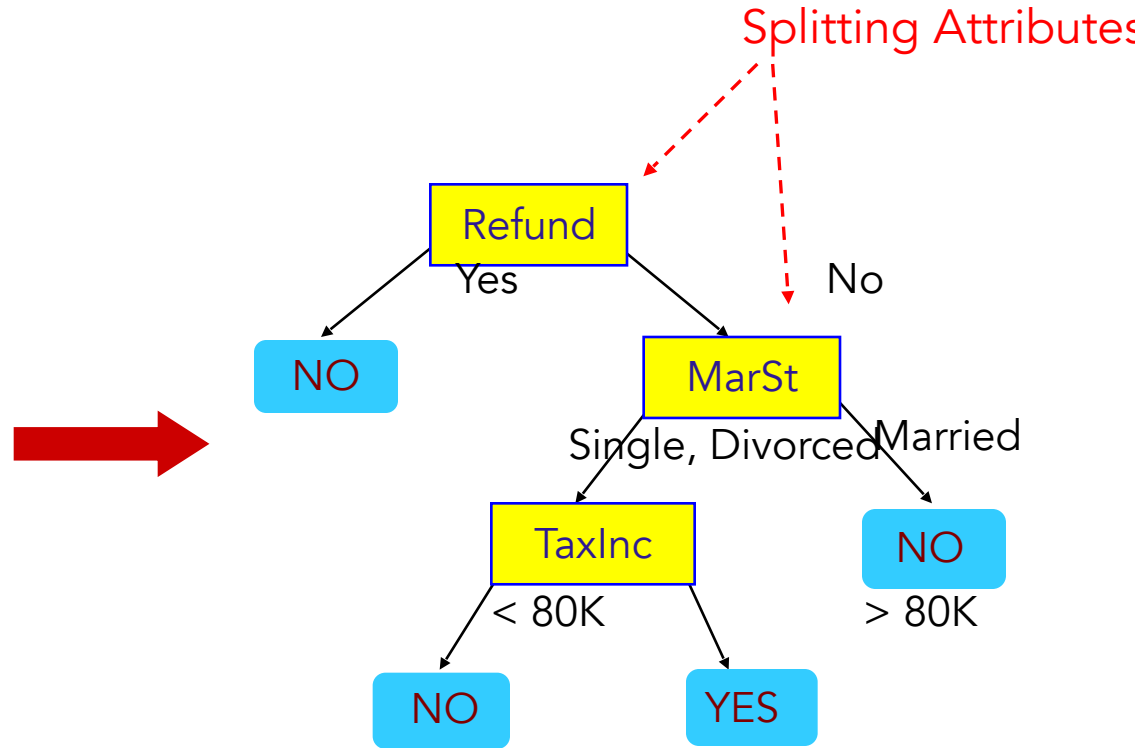 Splitting Attributes
Refund
Yes
No
NO
MarSt
Single, Divorced
Married
TaxInc
NO
< 80K
> 80K
NO
YES